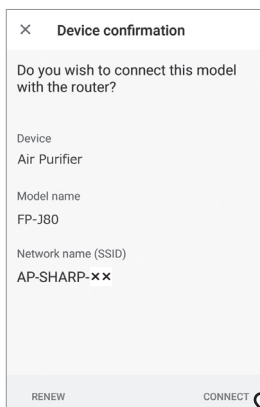 × Device confirmation
Do you wish to connect this model
with the router?
Device
Air Purifier
Model name
FP-J80
Network name (SSID)
AP-SHARP-××
RENEW CONNECT